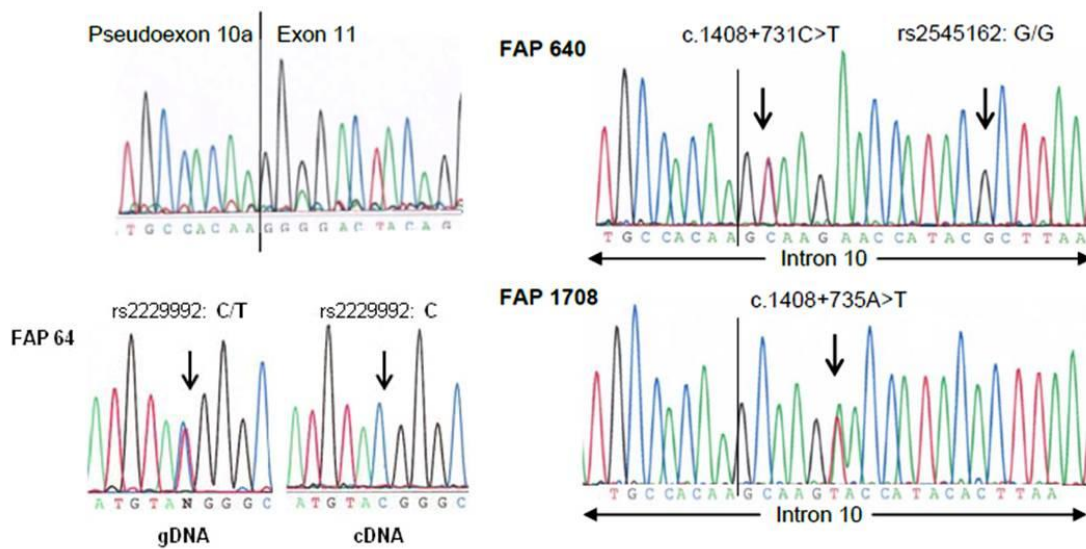 Pseudoexon 10a Exon 11
T G C C A C A A G G G G A C T A C A G
FAP 640
c.1408+731C>T rs2545162: G/G
T G C C A C A A G C A A G A A C C A T A C G C T T A A
Intron 10
FAP 64
rs2229992: C/T rs2229992: C
A T G T A N G G G C A T G T A C G G G C
gDNA cDNA
FAP 1708
c.1408+735A>T
T G C C A C A A G C A A G T A C C A T A C A C T T A A
Intron 10